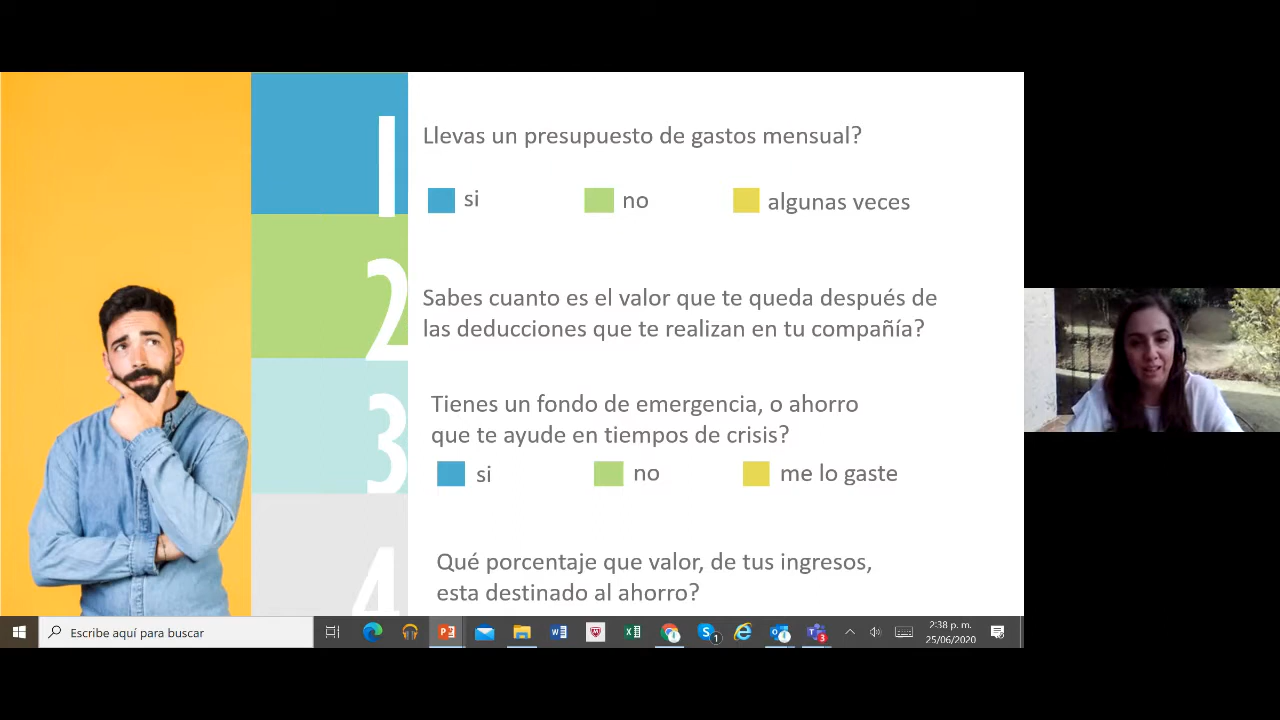 1
Llevas un presupuesto de gastos mensual?
si no algunas veces
2
Sabes cuanto es el valor que te queda después de
las deducciones que te realizan en tu compañía?
3
Tienes un fondo de emergencia, o ahorro
que te ayude en tiempos de crisis?
si no me lo gaste
4
Qué porcentaje que valor, de tus ingresos,
esta destinado al ahorro?
Escribe aquí para buscar
2:38 p. m.
25/06/2020